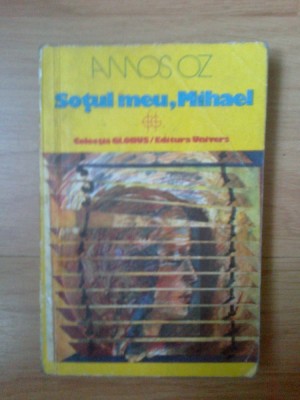 AMOS OZ
Soțul meu, Mihael
Colecția GLOBUS/Editura Univers